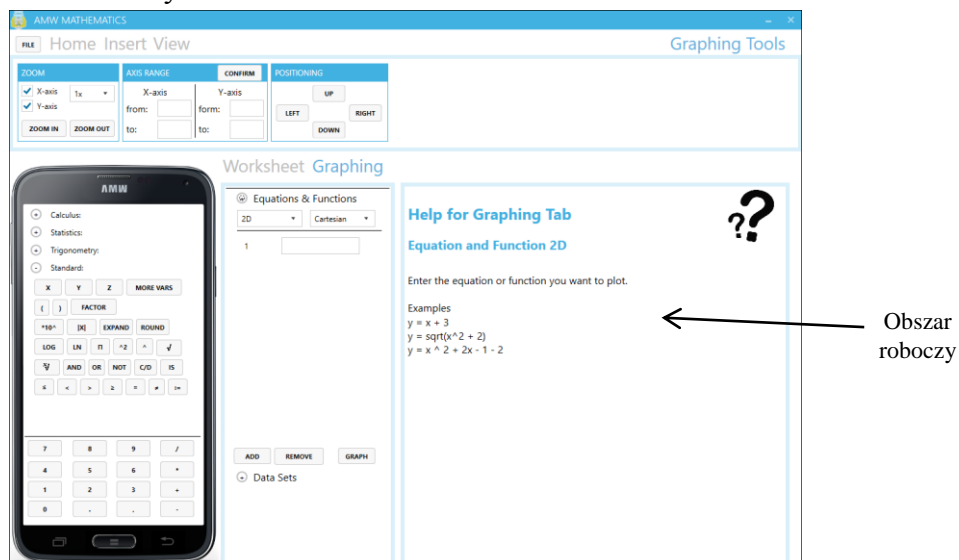 AMW MATHEMATICS
FILE Home Insert View Graphing Tools
ZOOM
X-axis 1x
Y-axis
ZOOM IN ZOOM OUT
AXIS RANGE CONFIRM
X-axis Y-axis
from: form:
to: to:
POSITIONING
UP
LEFT RIGHT
DOWN
Worksheet Graphing
AMW
Calculus:
Statistics:
Trigonometry:
Standard:
X Y Z MORE VARS
( ) FACTOR
*10^ |X| EXPAND ROUND
LOG LN Π ^2 ^ √
∛ AND OR NOT C/D IS
≤ < > ≥ = ≠ :=
7 8 9 /
4 5 6 *
1 2 3 +
0 . , -
=
Equations & Functions
2D Cartesian
1
ADD REMOVE GRAPH
Data Sets
Help for Graphing Tab
???
Equation and Function 2D
Enter the equation or function you want to plot.
Examples
y = x + 3
y = sqrt(x^2 + 2)
y = x ^ 2 + 2x - 1 - 2
Obszar
roboczy